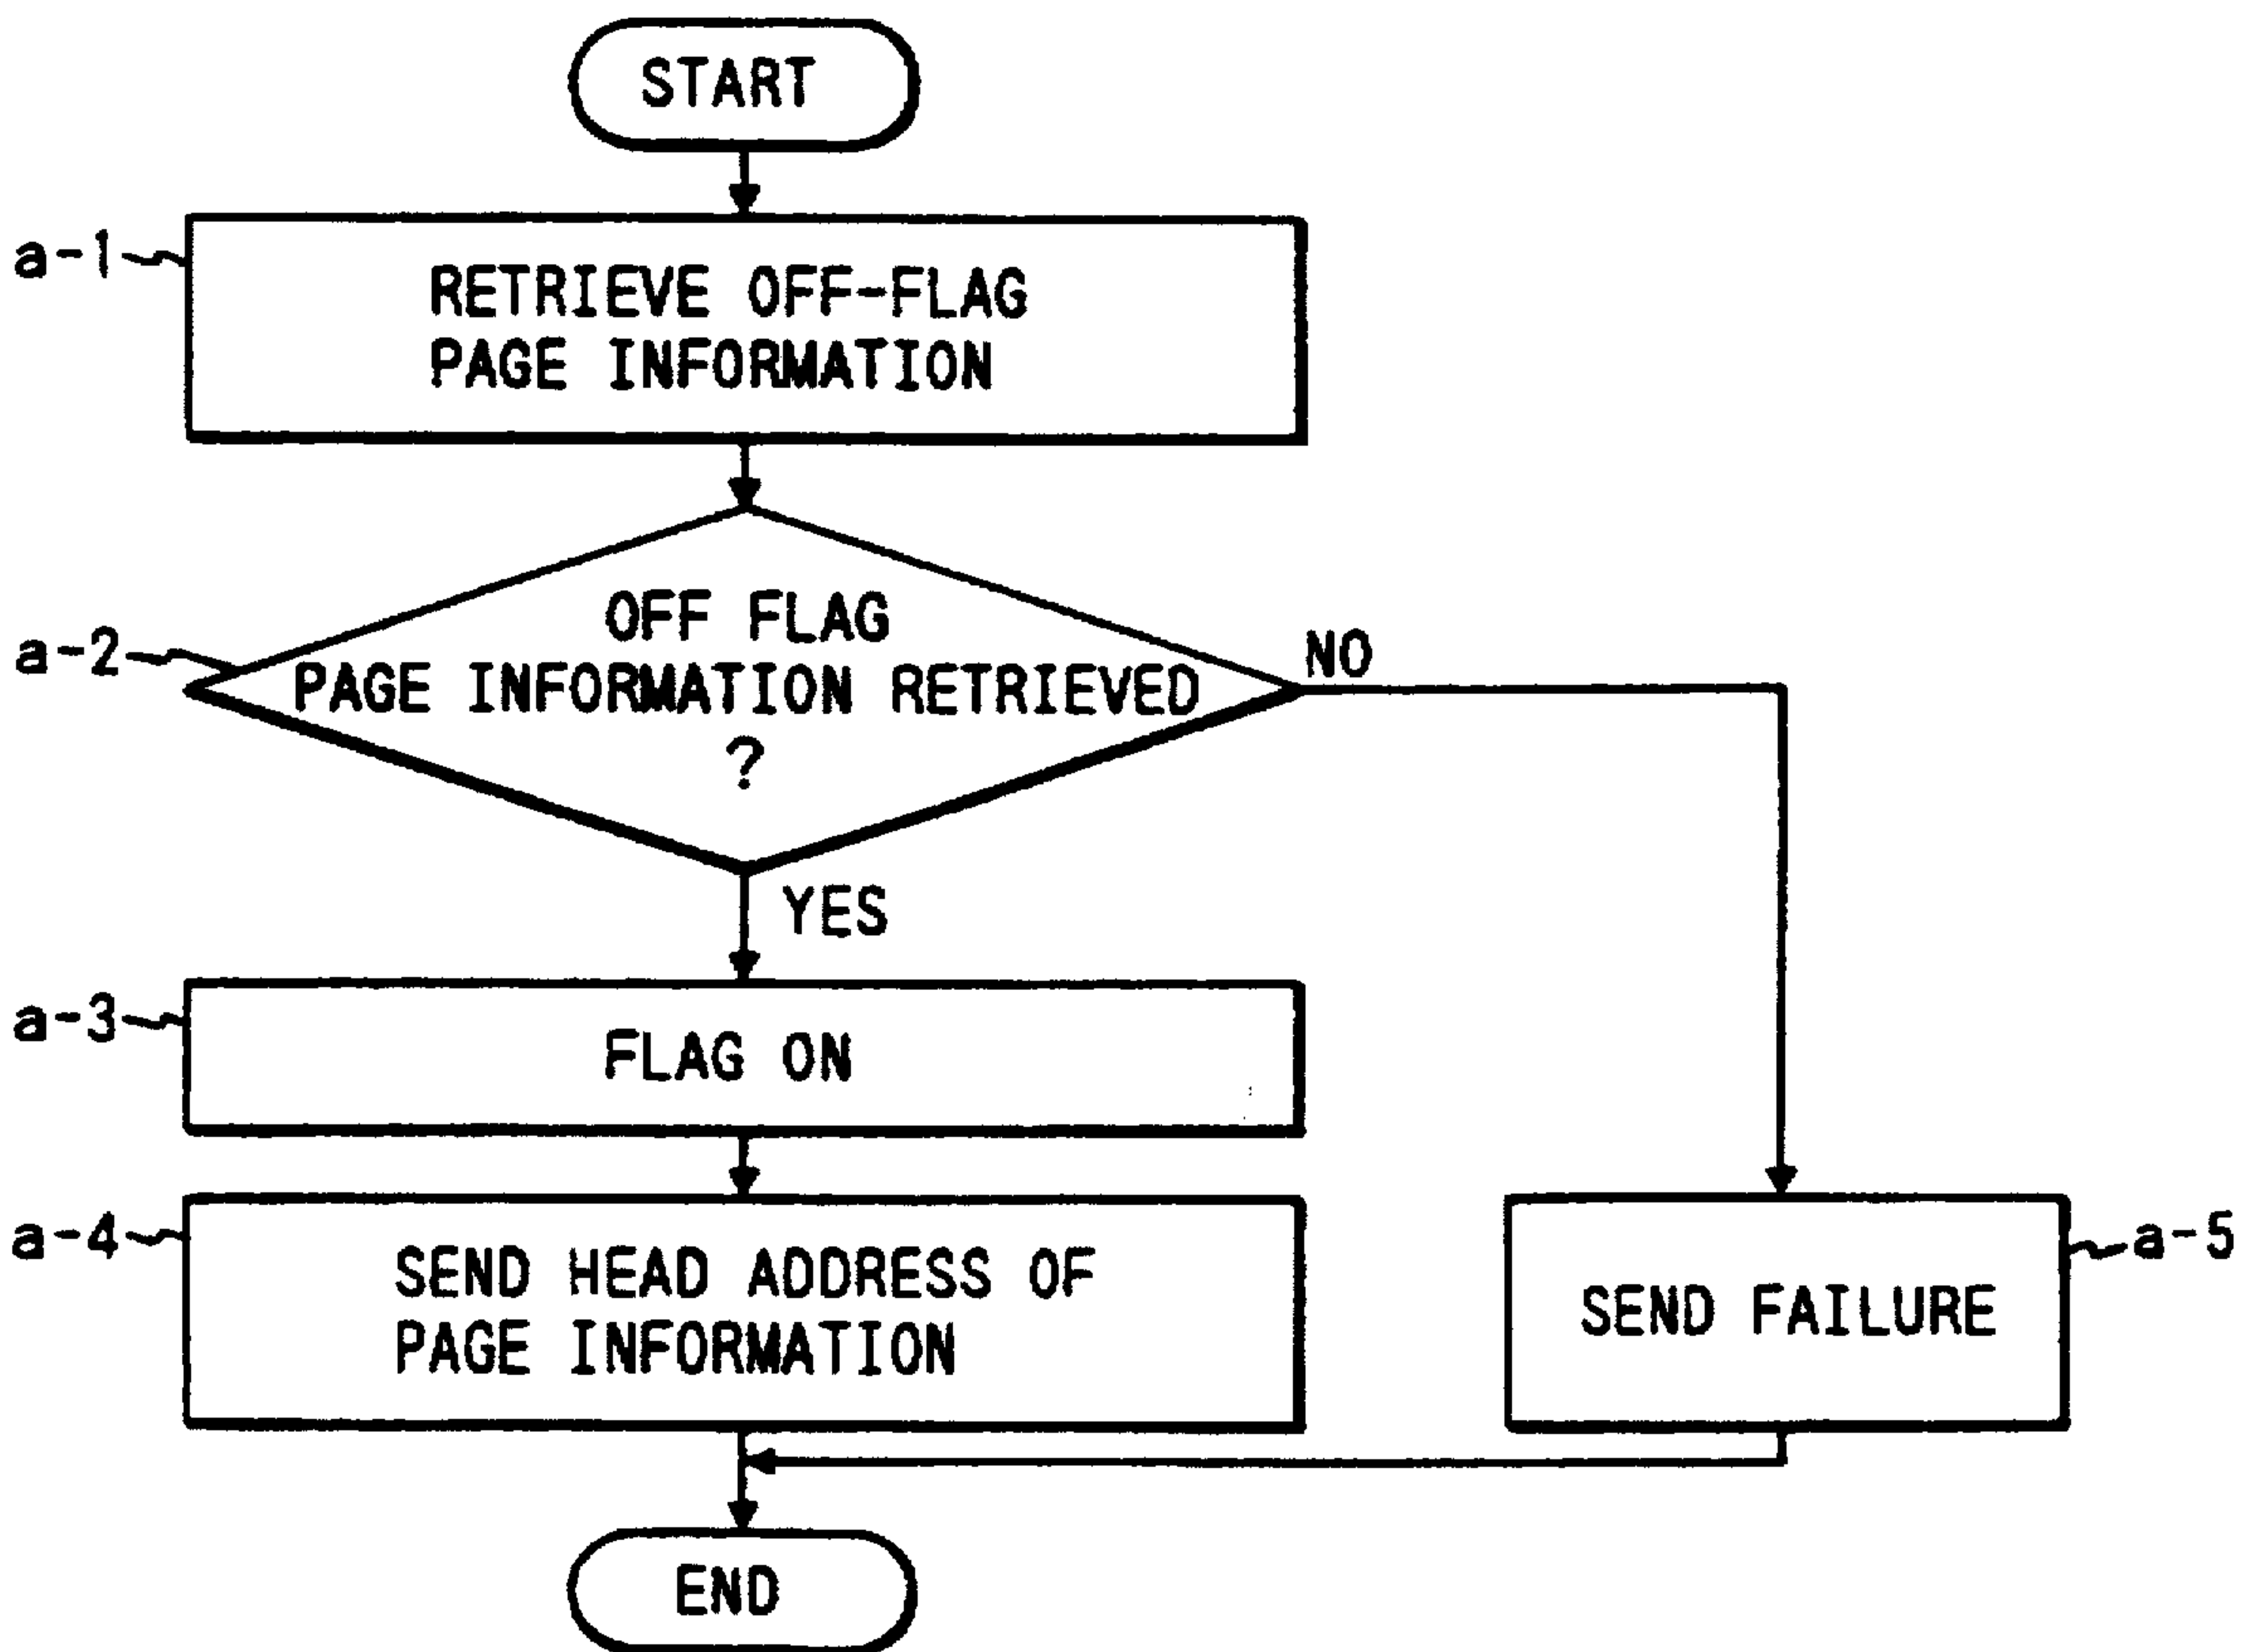 START
a-1
RETRIEVE OFF-FLAG
PAGE INFORMATION
a-2
OFF FLAG
PAGE INFORMATION RETRIEVED
?
NO
YES
a-3
FLAG ON
a-4
SEND HEAD ADDRESS OF
PAGE INFORMATION
SEND FAILURE
a-5
END